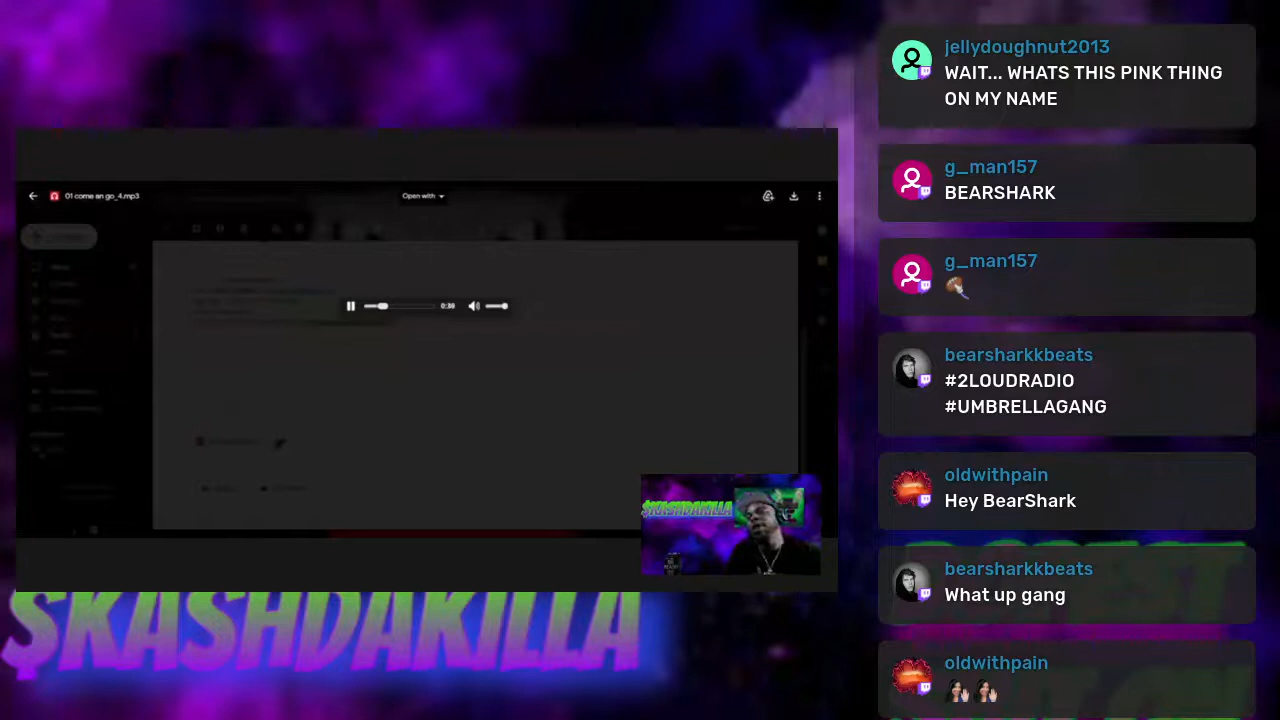 jellydoughnut2013
WAIT... WHATS THIS PINK THING
ON MY NAME
g_man157
BEARSHARK
g_man157
bearsharkkbeats
#2LOUDRADIO
#UMBRELLAGANG
oldwithpain
Hey BearShark
bearsharkkbeats
What up gang
oldwithpain
01 come an go_4.mp3
Open with
0:39
$KASHDAKILLA
$KASHDAKILLA